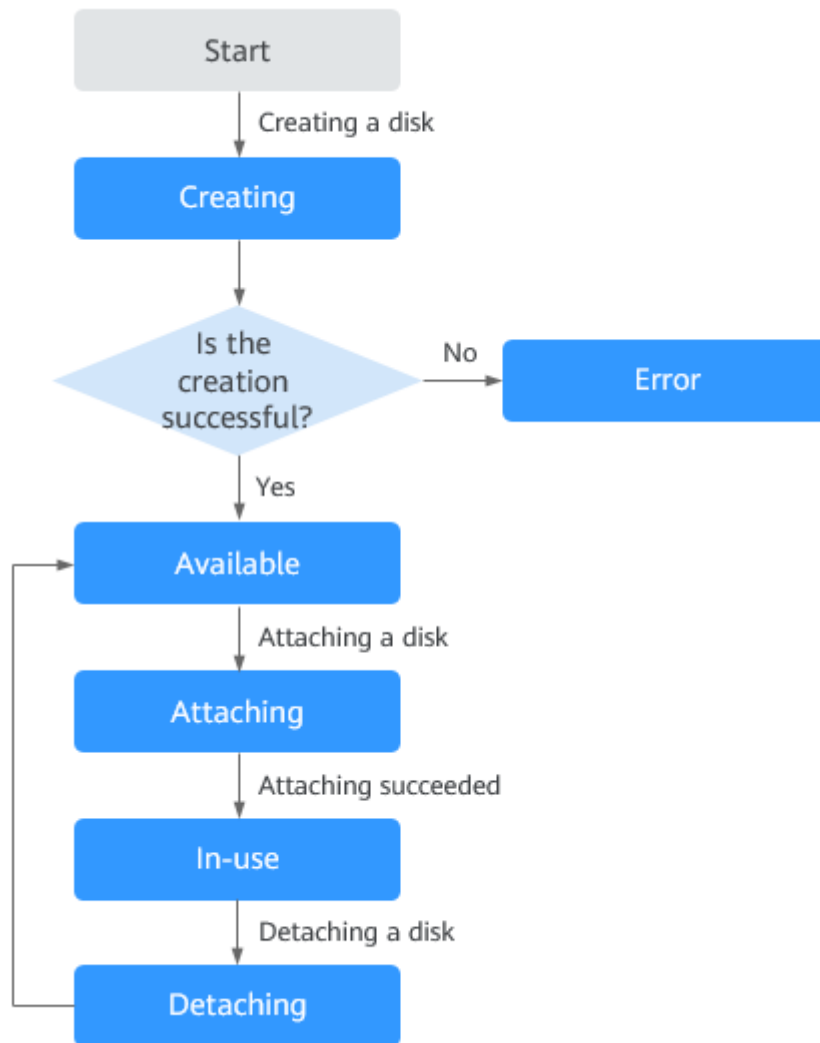 Start
Creating a disk
Creating
Is the
creation
successful?
No
Error
Yes
Available
Attaching a disk
Attaching
Attaching succeeded
In-use
Detaching a disk
Detaching